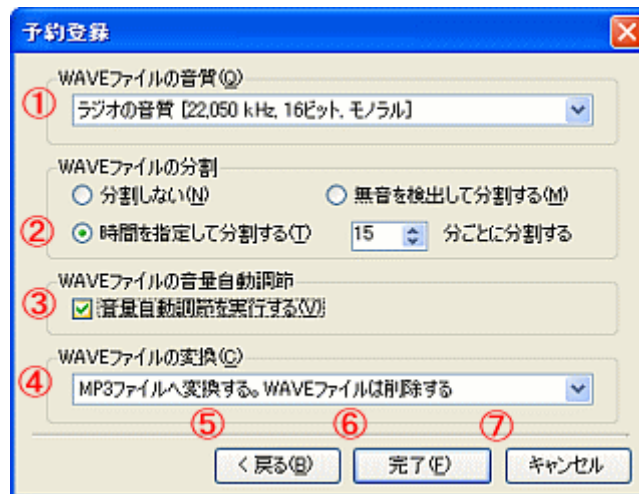 予約登録
WAVEファイルの音質(Q)
① ラジオの音質 [22,050 kHz, 16ビット, モノラル]
WAVEファイルの分割
分割しない(N) 無音を検出して分割する(M)
② 時間を指定して分割する(T) 15 分ごとに分割する
WAVEファイルの音量自動調節
③ 音量自動調節を実行する(V)
WAVEファイルの変換(C)
④ MP3ファイルへ変換する。WAVEファイルは削除する
⑤ ⑥ ⑦
< 戻る(B) 完了(F) キャンセル